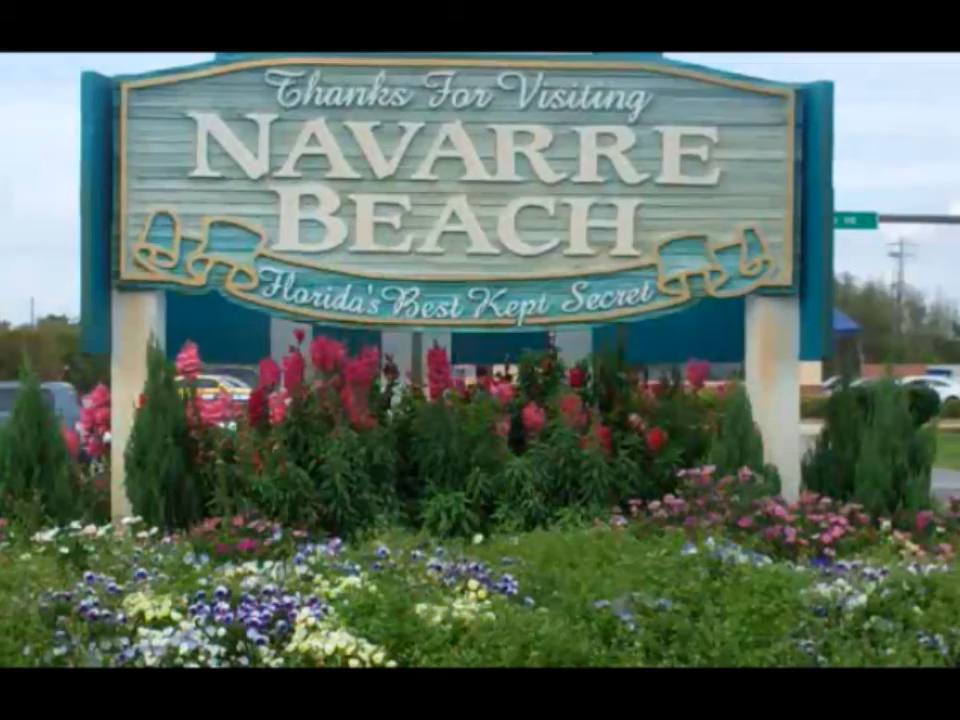 Thanks For Visiting
NAVARRE
BEACH
Florida's Best Kept Secret